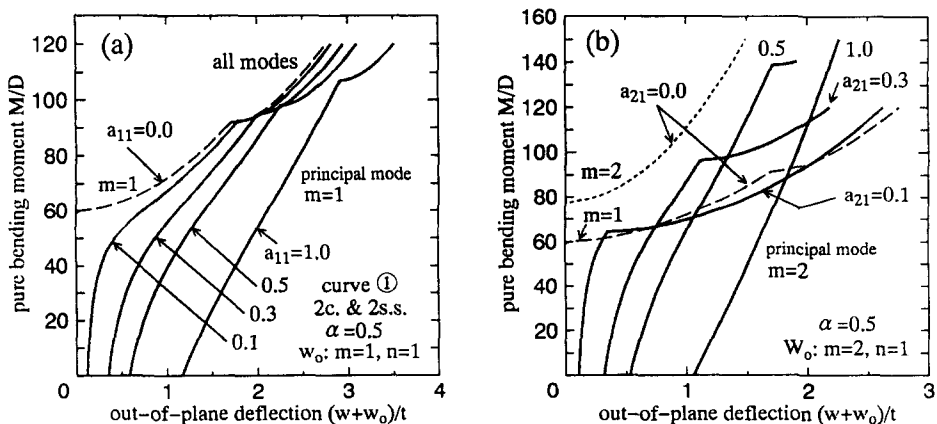 (a)
pure bending moment M/D
120
100
80
60
40
20
0
all modes
a11=0.0
m=1
principal mode
m=1
a11=1.0
0.5
0.3
0.1
curve ①
2c. & 2s.s.
α=0.5
wo: m=1, n=1
0 1 2 3 4
out-of-plane deflection (w+wo)/t
(b)
pure bending moment M/D
160
140
120
100
80
60
40
20
0
0.5
1.0
a21=0.3
a21=0.0
m=2
m=1
a21=0.1
principal mode
m=2
α=0.5
Wo: m=2, n=1
0 1 2 3 4
out-of-plane deflection (w+wo)/t